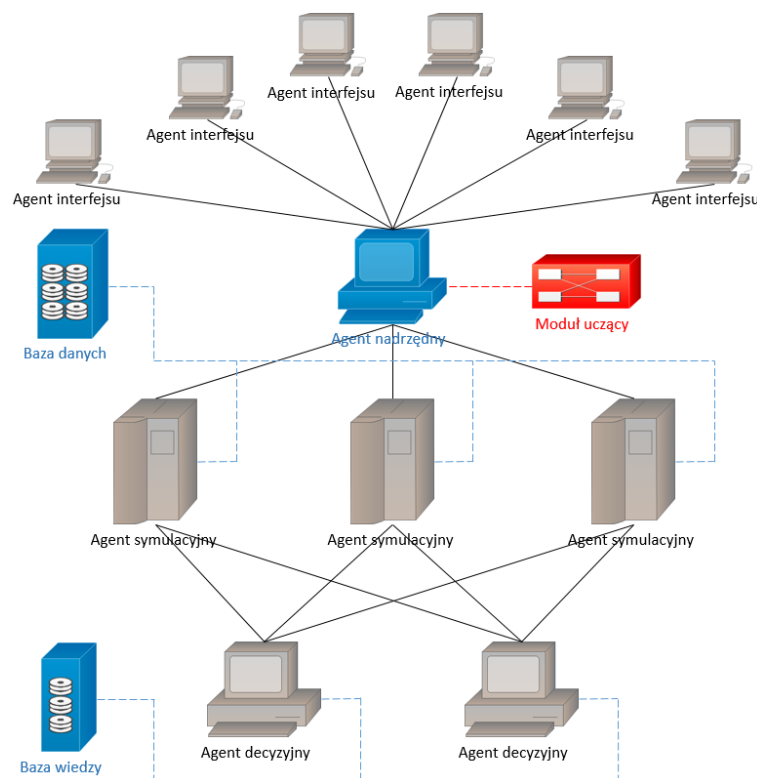 Agent interfejsu
Agent interfejsu
Agent interfejsu
Agent interfejsu
Agent interfejsu
Agent interfejsu
Baza danych
Agent nadrzędny
Moduł uczący
Agent symulacyjny
Agent symulacyjny
Agent symulacyjny
Baza wiedzy
Agent decyzyjny
Agent decyzyjny